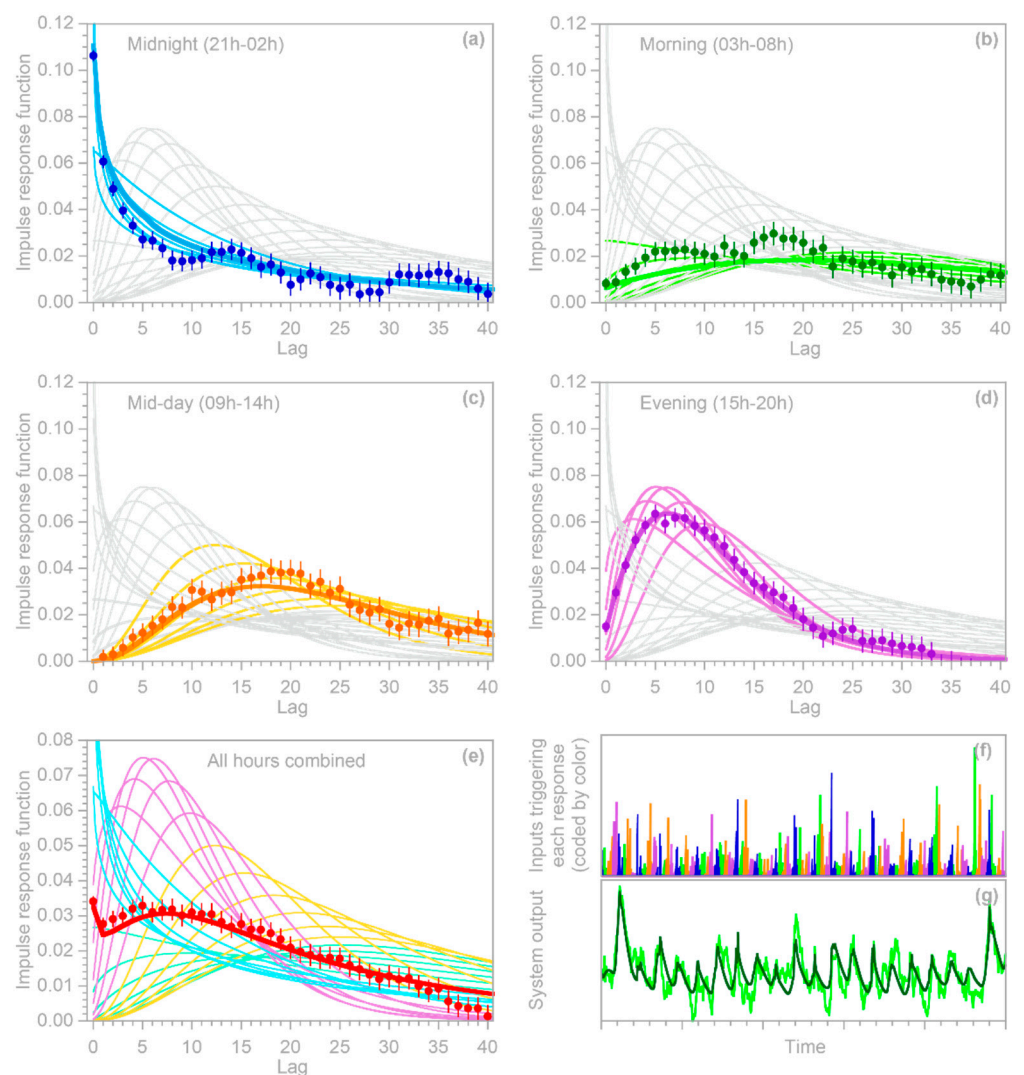 0.12
0.10
0.08
0.06
0.04
0.02
0.00
Impulse response function
Midnight (21h-02h)
(a)
0 5 10 15 20 25 30 35 40
Lag
0.12
0.10
0.08
0.06
0.04
0.02
0.00
Impulse response function
Morning (03h-08h)
(b)
0 5 10 15 20 25 30 35 40
Lag
0.12
0.10
0.08
0.06
0.04
0.02
0.00
Impulse response function
Mid-day (09h-14h)
(c)
0 5 10 15 20 25 30 35 40
Lag
0.12
0.10
0.08
0.06
0.04
0.02
0.00
Impulse response function
Evening (15h-20h)
(d)
0 5 10 15 20 25 30 35 40
Lag
0.08
0.07
0.06
0.05
0.04
0.03
0.02
0.01
0.00
Impulse response function
All hours combined
(e)
0 5 10 15 20 25 30 35 40
Lag
Inputs triggering
each response
(coded by color)
(f)
System output
(g)
Time